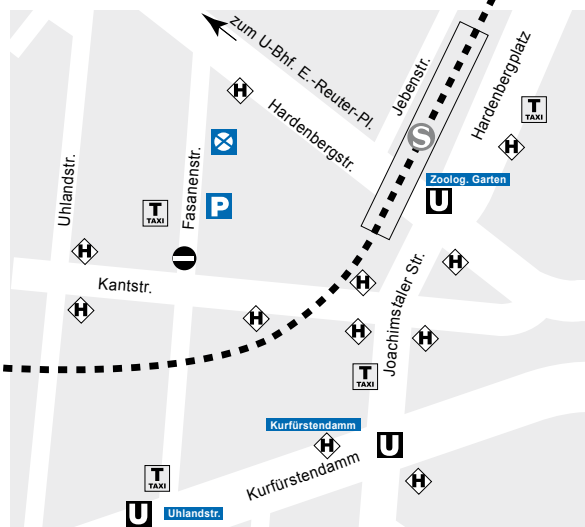 zum U-Bhf. E.-Reuter-Pl.
H
Hardenbergstr.
Jebenstr.
Hardenbergplatz
T
TAXI
S
H
Zoolog. Garten
U
Uhlandstr.
Fasanenstr.
P
T
TAXI
H
H
Kantstr.
H
H
H
H
H
Joachimstaler Str.
T
TAXI
Kurfürstendamm
H
U
Kurfürstendamm
H
T
TAXI
U
Uhlandstr.